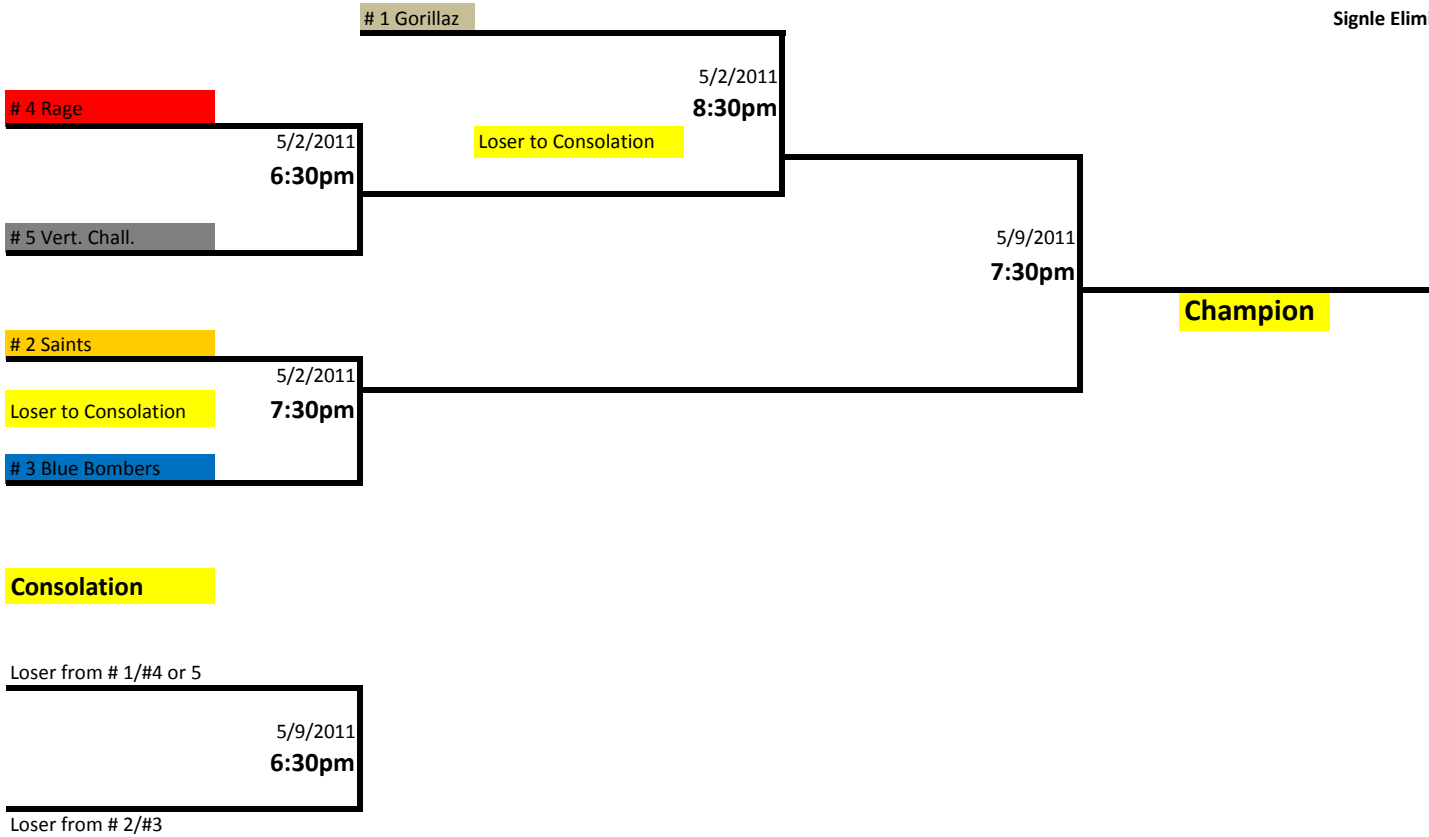 # 1 Gorillaz
Signle Elimi
5/2/2011
# 4 Rage
8:30pm
5/2/2011
Loser to Consolation
6:30pm
# 5 Vert. Chall.
5/9/2011
7:30pm
Champion
# 2 Saints
5/2/2011
Loser to Consolation
7:30pm
# 3 Blue Bombers
Consolation
Loser from # 1/#4 or 5
5/9/2011
6:30pm
Loser from # 2/#3